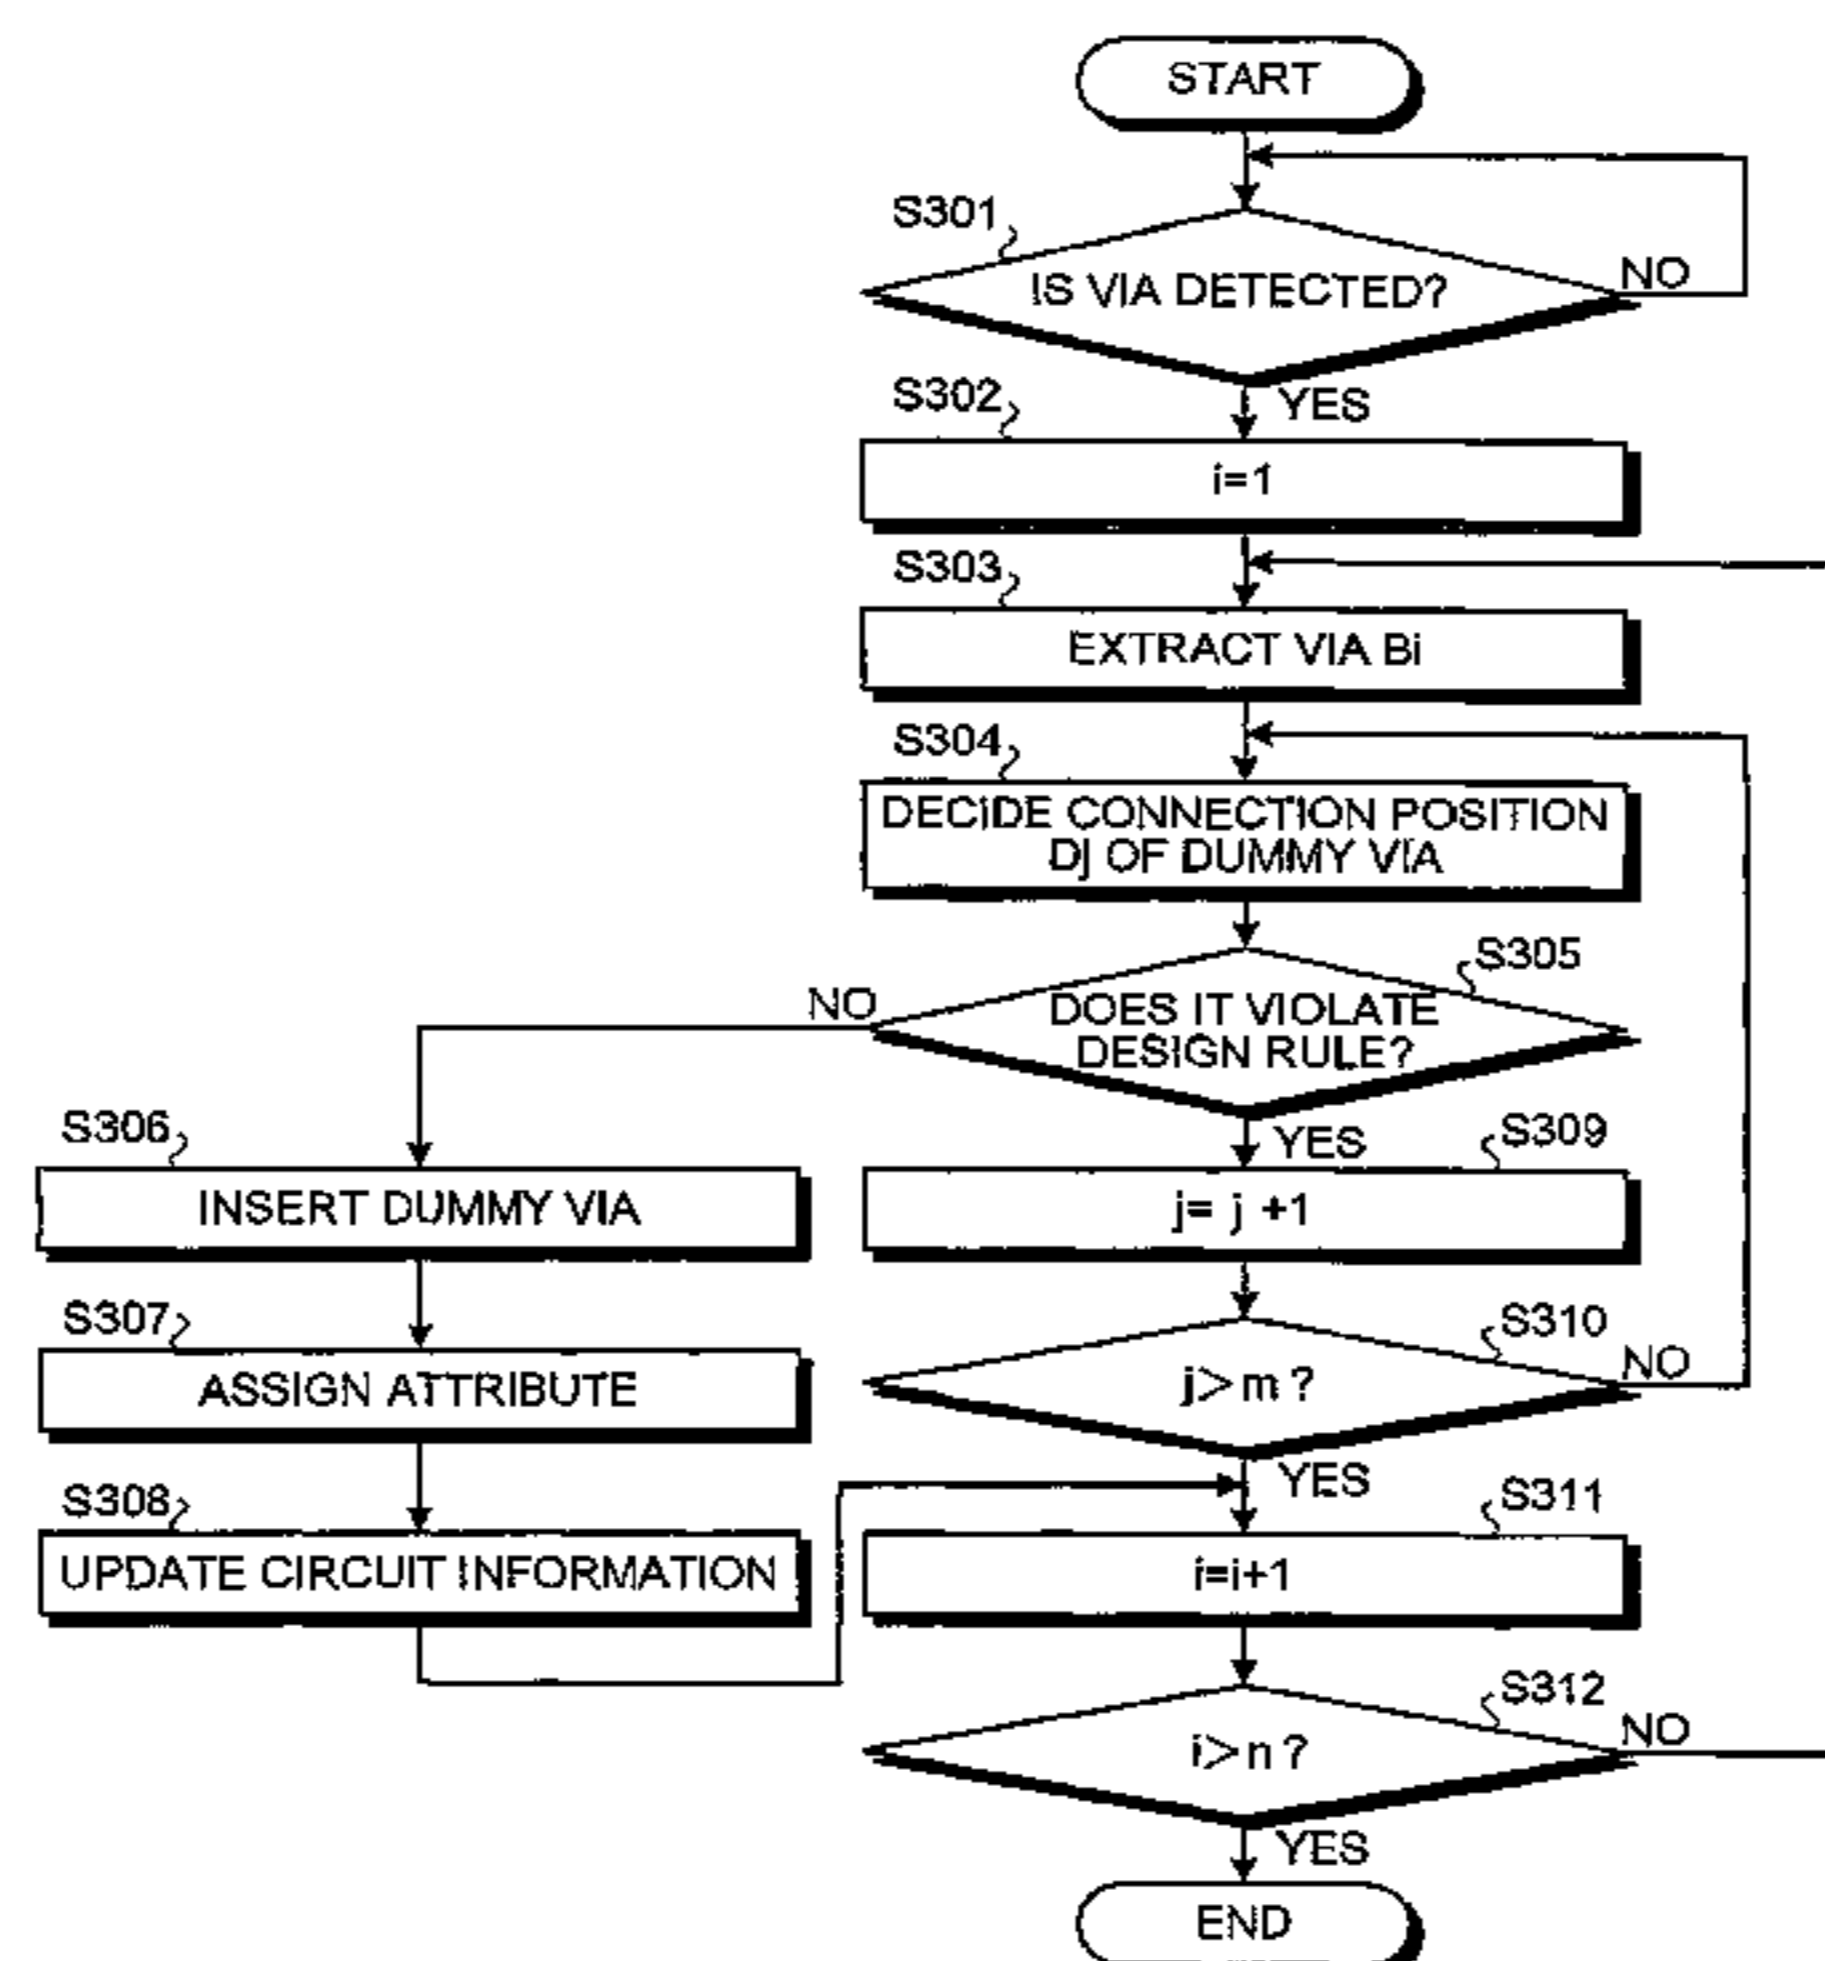 START
S301
IS VIA DETECTED?
NO
YES
S302
i=1
S303
EXTRACT VIA Bi
S304
DECIDE CONNECTION POSITION
Dj OF DUMMY VIA
S305
DOES IT VIOLATE
DESIGN RULE?
NO
YES
S306
INSERT DUMMY VIA
S309
j= j +1
S307
ASSIGN ATTRIBUTE
S310
j>m ?
NO
YES
S308
UPDATE CIRCUIT INFORMATION
S311
i=i+1
S312
i>n ?
NO
YES
END